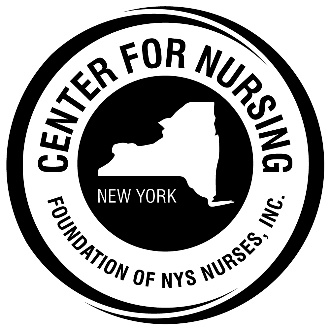 CENTER FOR NURSING
NEW YORK
FOUNDATION OF NYS NURSES, INC.